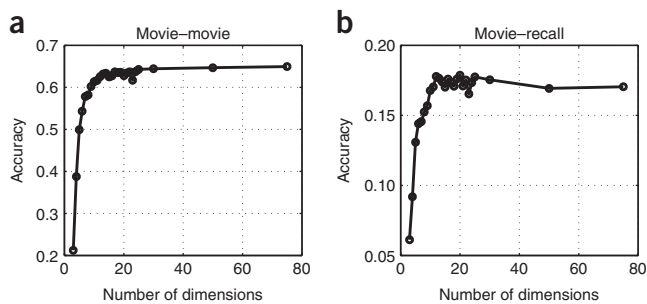 a
Movie–movie
0.7
0.6
0.5
0.4
0.3
0.2
Accuracy
0 20 40 60 80
Number of dimensions
b
Movie–recall
0.20
0.15
0.10
0.05
Accuracy
0 20 40 60 80
Number of dimensions